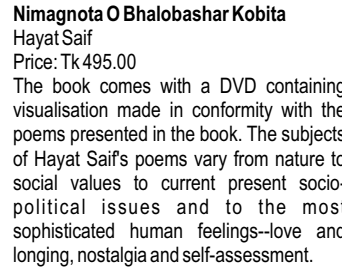 Nimagnota O Bhalobashar Kobita
Hayat Saif
Price: Tk 495.00
The book comes with a DVD containing
visualisation made in conformity with the
poems presented in the book. The subjects
of Hayat Saif's poems vary from nature to
social values to current present socio-
political issues and to the most
sophisticated human feelings--love and
longing, nostalgia and self-assessment.